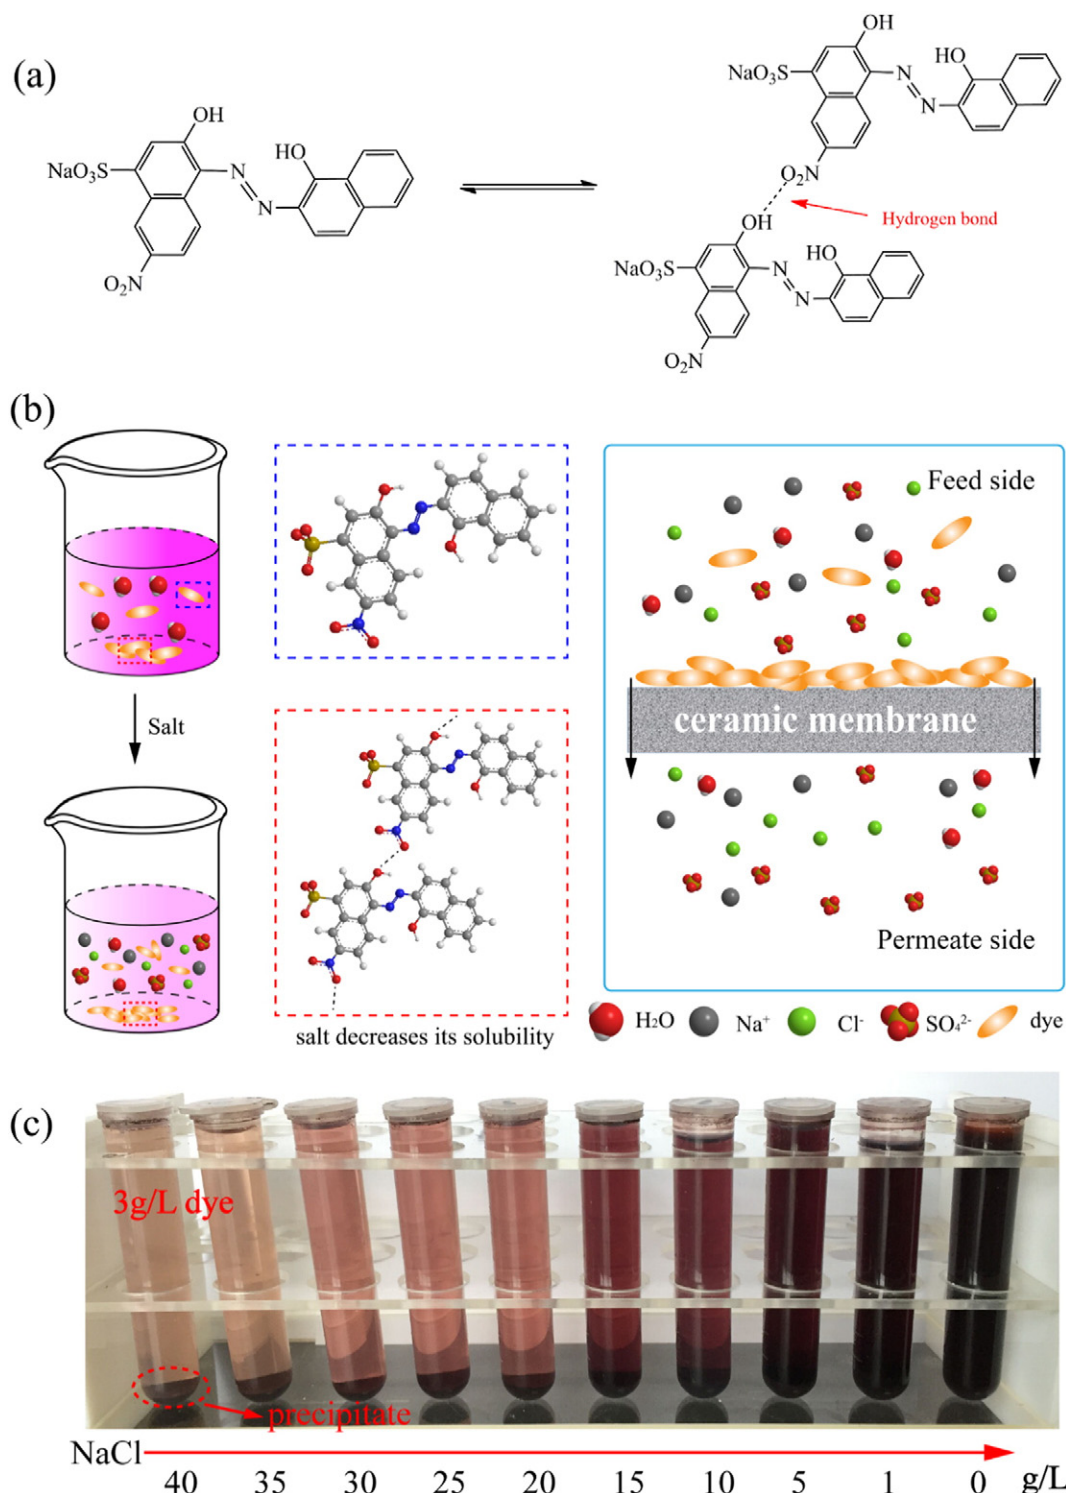 (a)
OH
HO
NaO₃S
N
N
O₂N
OH
HO
NaO₃S
N
N
O₂N
Hydrogen bond
OH
HO
NaO₃S
N
N
O₂N
(b)
Feed side
Salt
ceramic membrane
Permeate side
salt decreases its solubility
H₂O Na⁺ Cl⁻ SO₄²⁻ dye
(c)
3g/L dye
precipitate
NaCl
40 35 30 25 20 15 10 5 1 0 g/L